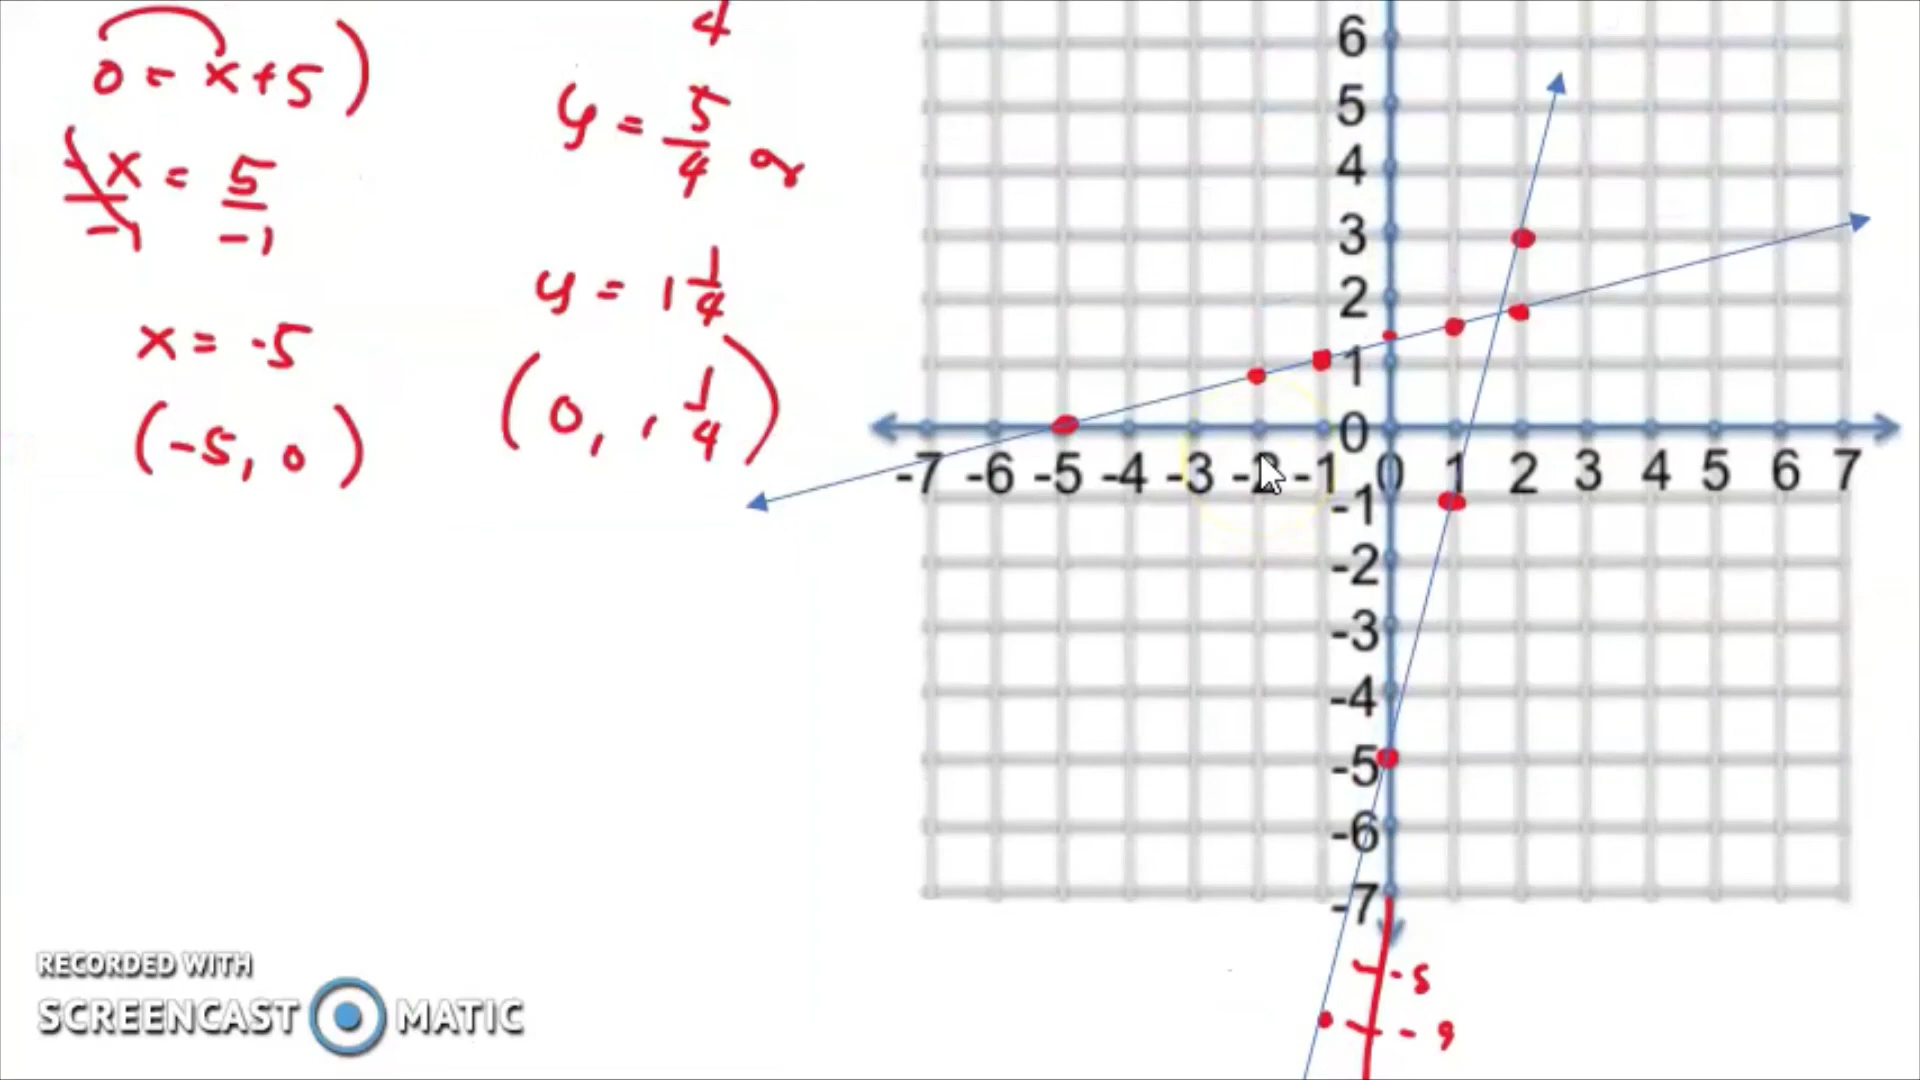 0 = x + 5 )
-x/-1 = 5/-1
x = -5
(-5, 0)
4
y = 5/4 or
y = 1 1/4
(0, 1 1/4)
6
5
4
3
2
1
0
-7 -6 -5 -4 -3 -2 -1 0 1 2 3 4 5 6 7
-1
-2
-3
-4
-5
-6
-7
-9
RECORDED WITH
SCREENCAST MATIC